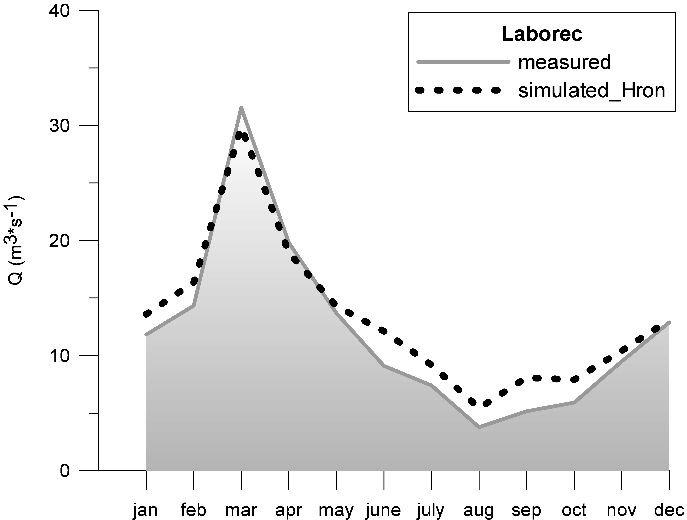 40
Laborec
measured
simulated_Hron
30
Q (m3*s-1)
20
10
0
jan feb mar apr may june july aug sep oct nov dec